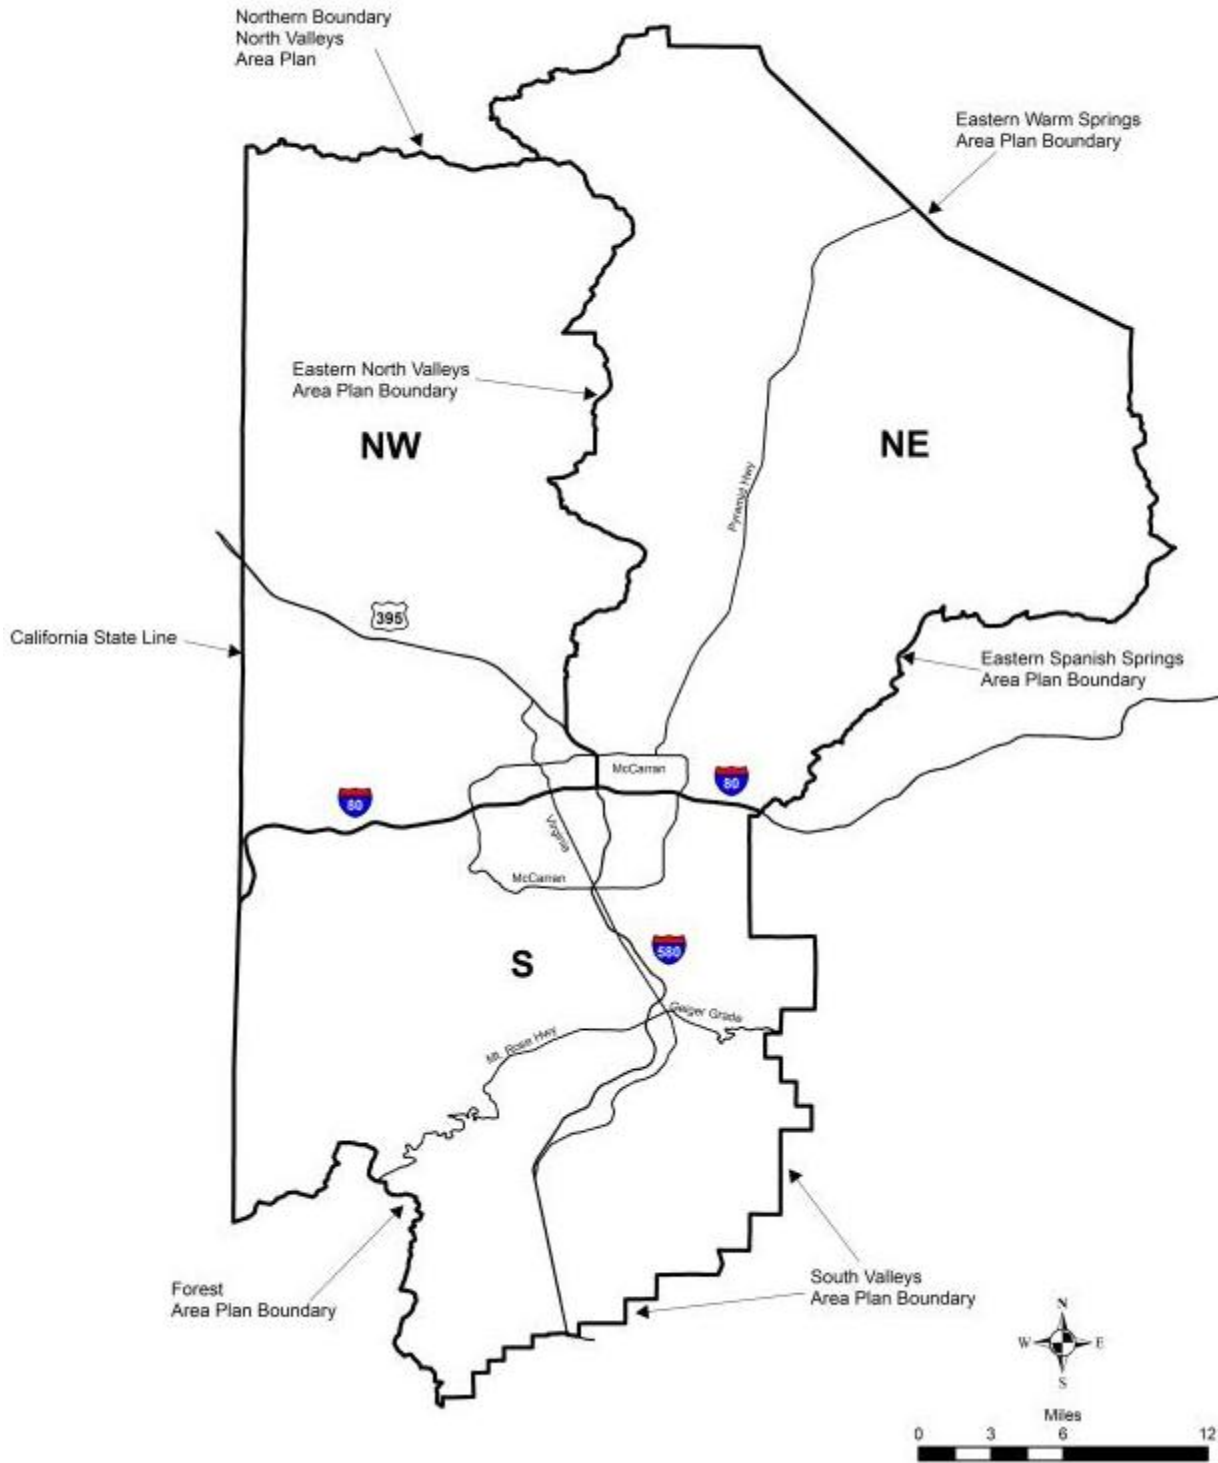 Northern Boundary
North Valleys
Area Plan
Eastern Warm Springs
Area Plan Boundary
Eastern North Valleys
Area Plan Boundary
NW
NE
Pyramid Hwy
395
California State Line
Eastern Spanish Springs
Area Plan Boundary
McCarran
80
80
Virginia
McCarran
S
580
Geiger Grade
Mt. Rose Hwy
Forest
Area Plan Boundary
South Valleys
Area Plan Boundary
N
W
E
S
Miles
0
3
6
12